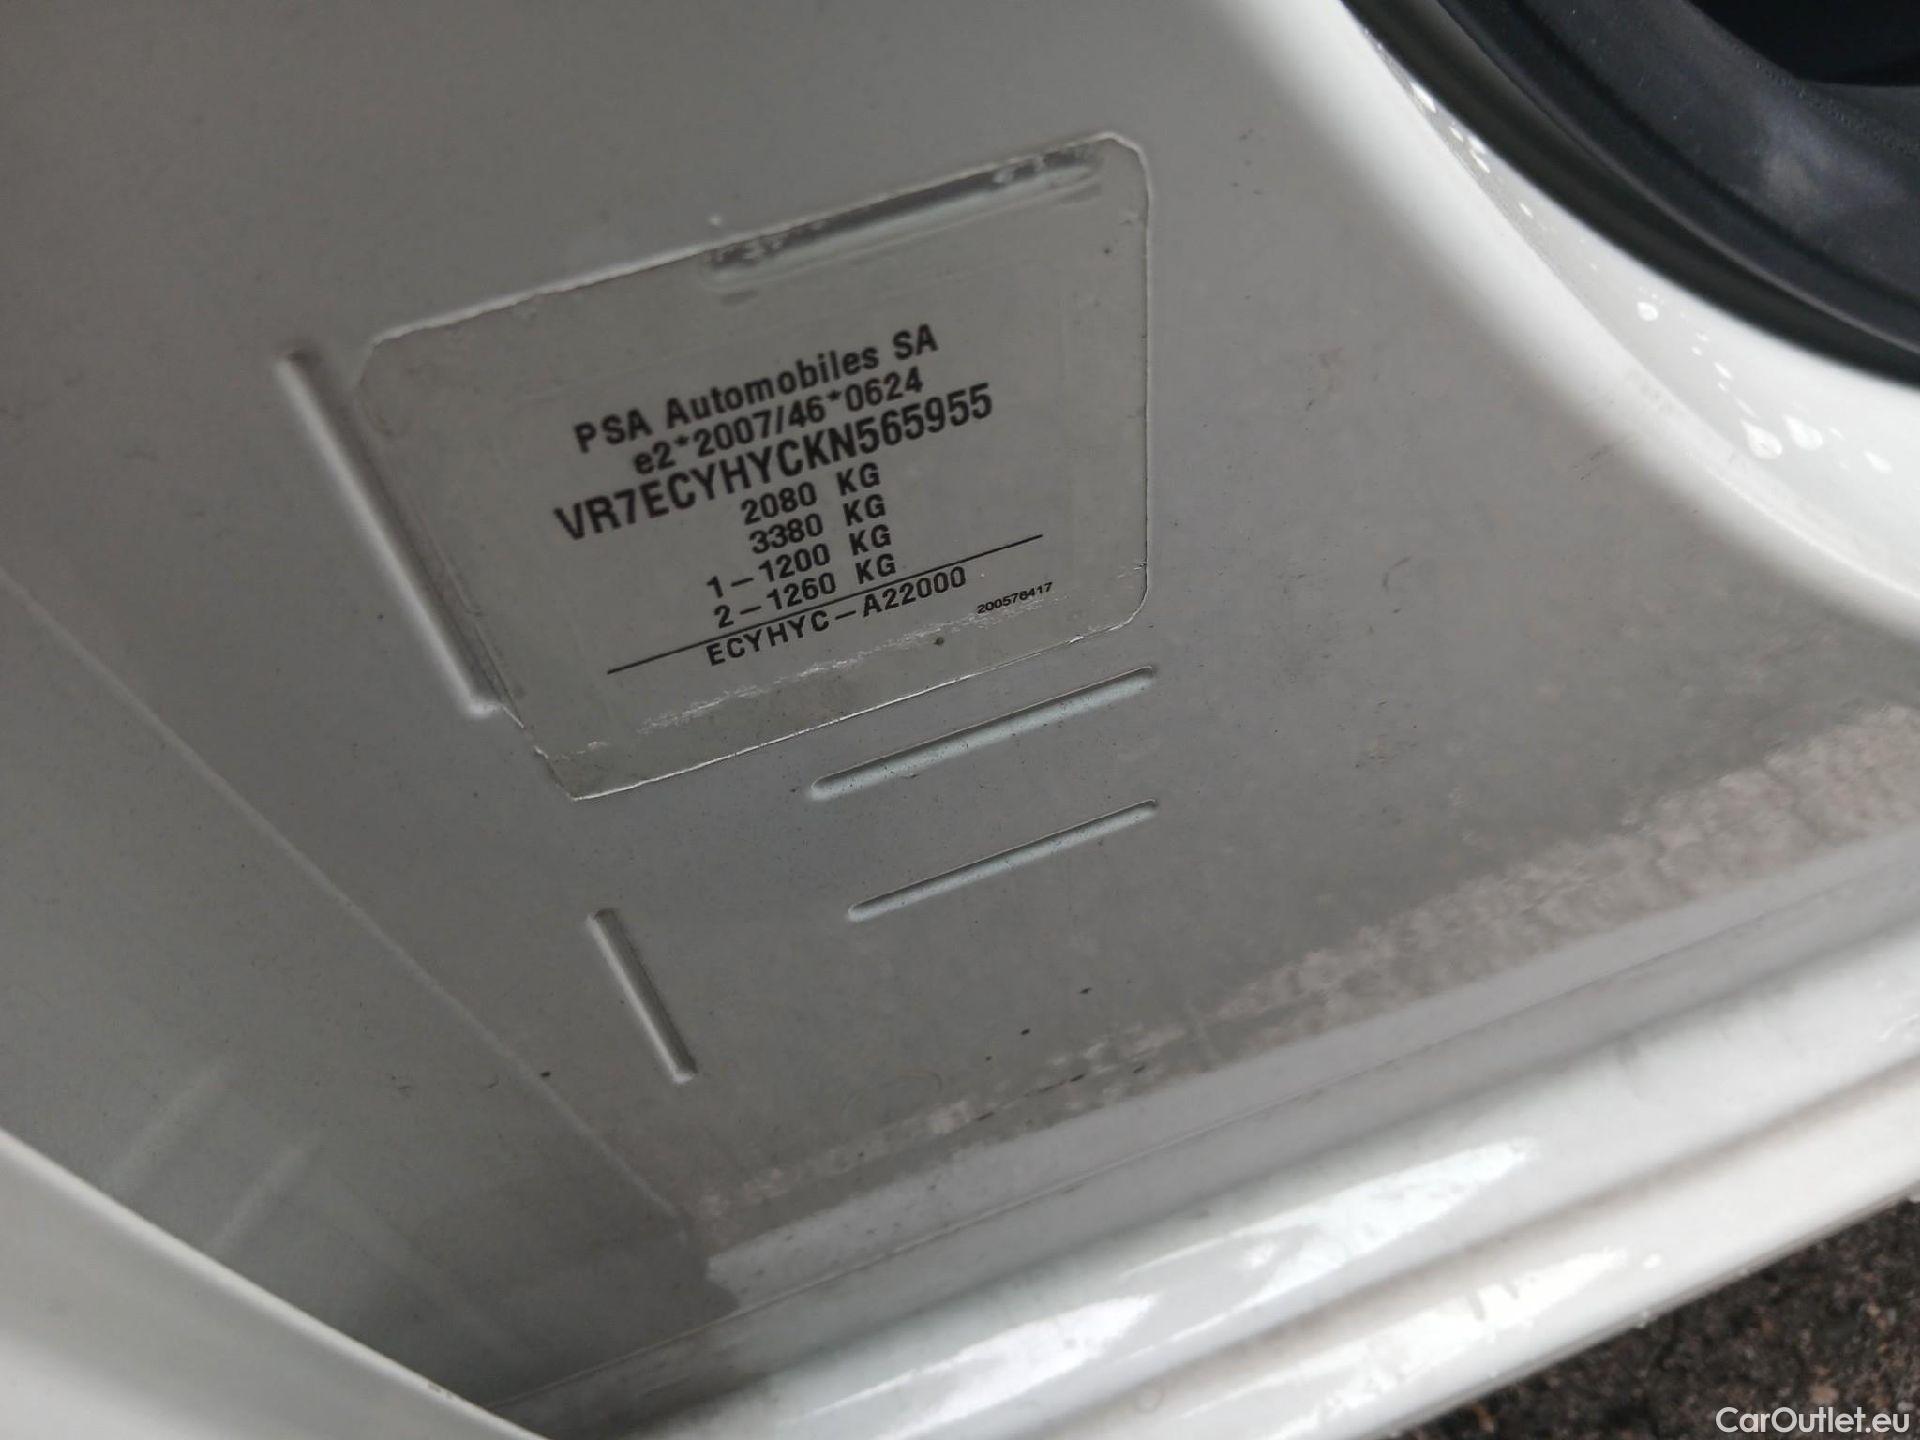 PSA Automobiles SA
e2*2007/46*0624
VR7ECYHYCKN565955
2080 KG
3380 KG
1-1200 KG
2-1260 KG
ECYHYC-A22000
200576417
CarOutlet.eu